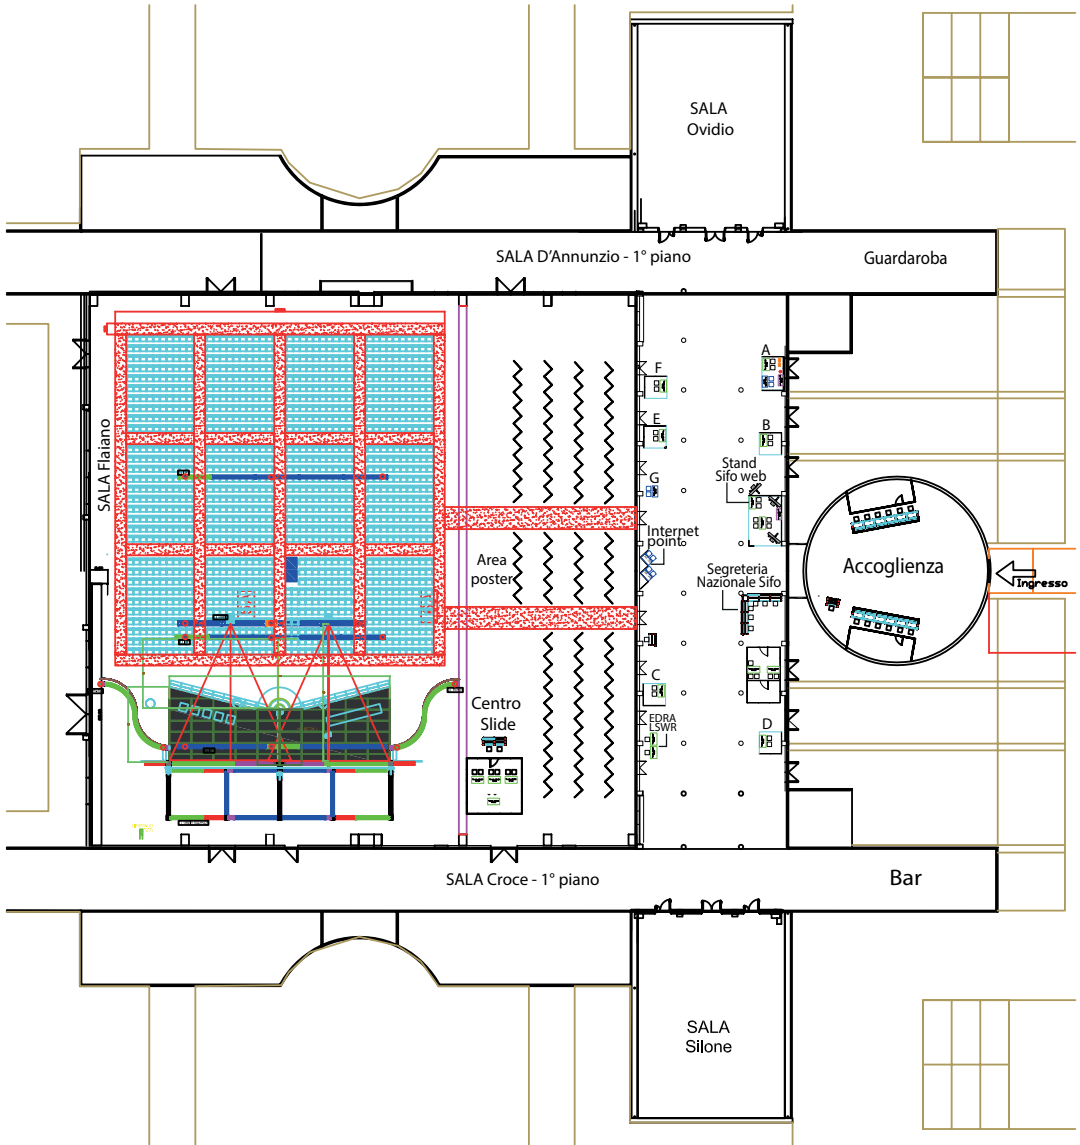 SALA
Ovidio
SALA D'Annunzio - 1° piano
Guardaroba
SALA Flaiano
A
F
B
E
Stand
Sifo web
G
Internet
point
Area
poster
Segreteria
Nazionale Sifo
Accoglienza
Ingresso
C
Centro
Slide
EDRA
LSWR
D
SALA Croce - 1° piano
Bar
SALA
Silone